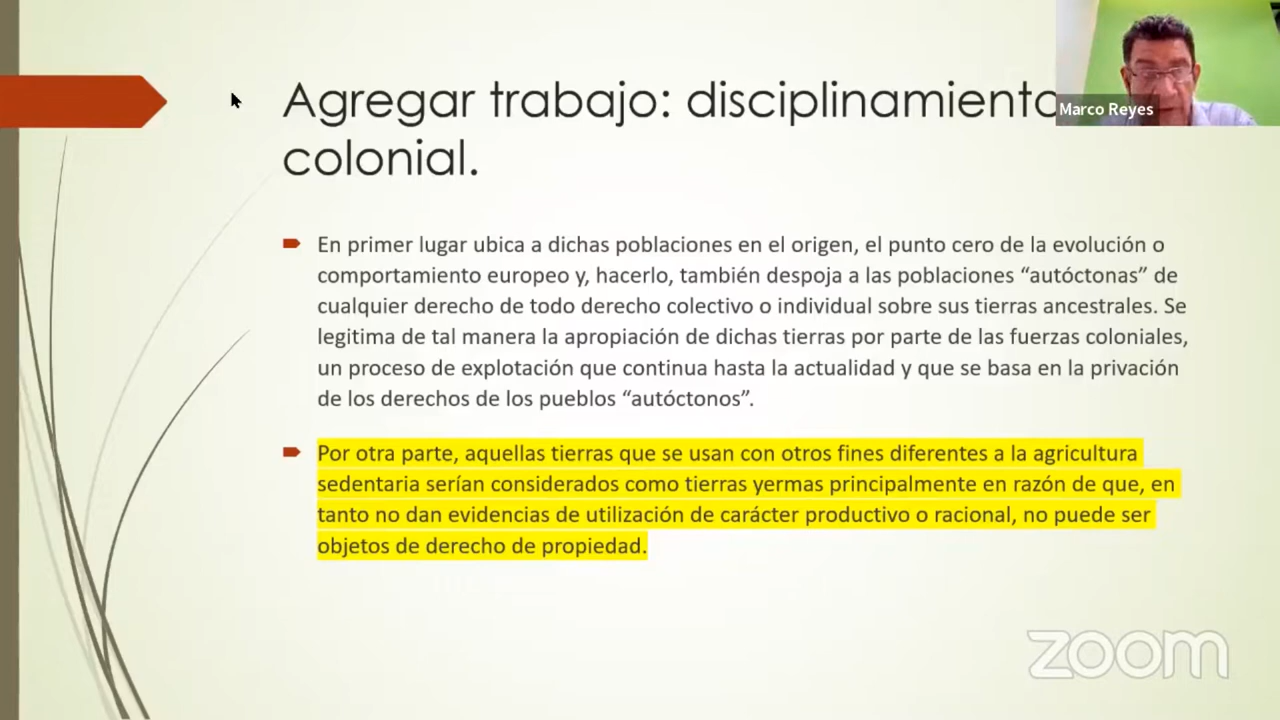 Agregar trabajo: disciplinamiento
colonial.
Marco Reyes
En primer lugar ubica a dichas poblaciones en el origen, el punto cero de la evolución o
comportamiento europeo y, hacerlo, también despoja a las poblaciones “autóctonas” de
cualquier derecho de todo derecho colectivo o individual sobre sus tierras ancestrales. Se
legitima de tal manera la apropiación de dichas tierras por parte de las fuerzas coloniales,
un proceso de explotación que continua hasta la actualidad y que se basa en la privación
de los derechos de los pueblos “autóctonos”.
Por otra parte, aquellas tierras que se usan con otros fines diferentes a la agricultura
sedentaria serían considerados como tierras yermas principalmente en razón de que, en
tanto no dan evidencias de utilización de carácter productivo o racional, no puede ser
objetos de derecho de propiedad.
zoom